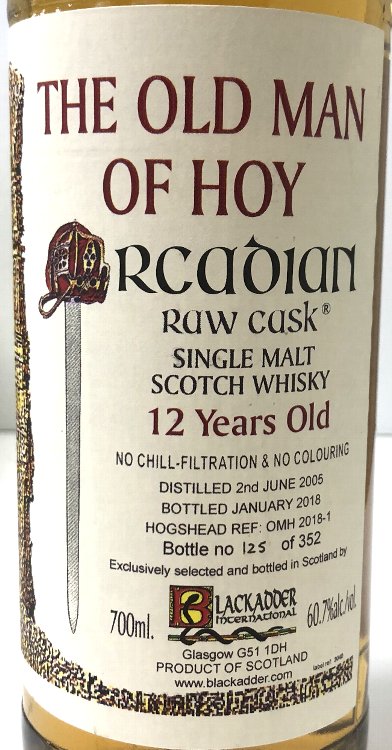 THE OLD MAN
OF HOY
RCADIAN
RAW CASK®
SINGLE MALT
SCOTCH WHISKY
12 Years Old
NO CHILL-FILTRATION & NO COLOURING
DISTILLED 2nd JUNE 2005
BOTTLED JANUARY 2018
HOGSHEAD REF: OMH 2018-1
Bottle no 125 of 352
Exclusively selected and bottled in Scotland by
BLACKADDER
INTERNATIONAL
700ml.
60.7%alc./vol.
Glasgow G51 1DH
PRODUCT OF SCOTLAND
www.blackadder.com
label ref.